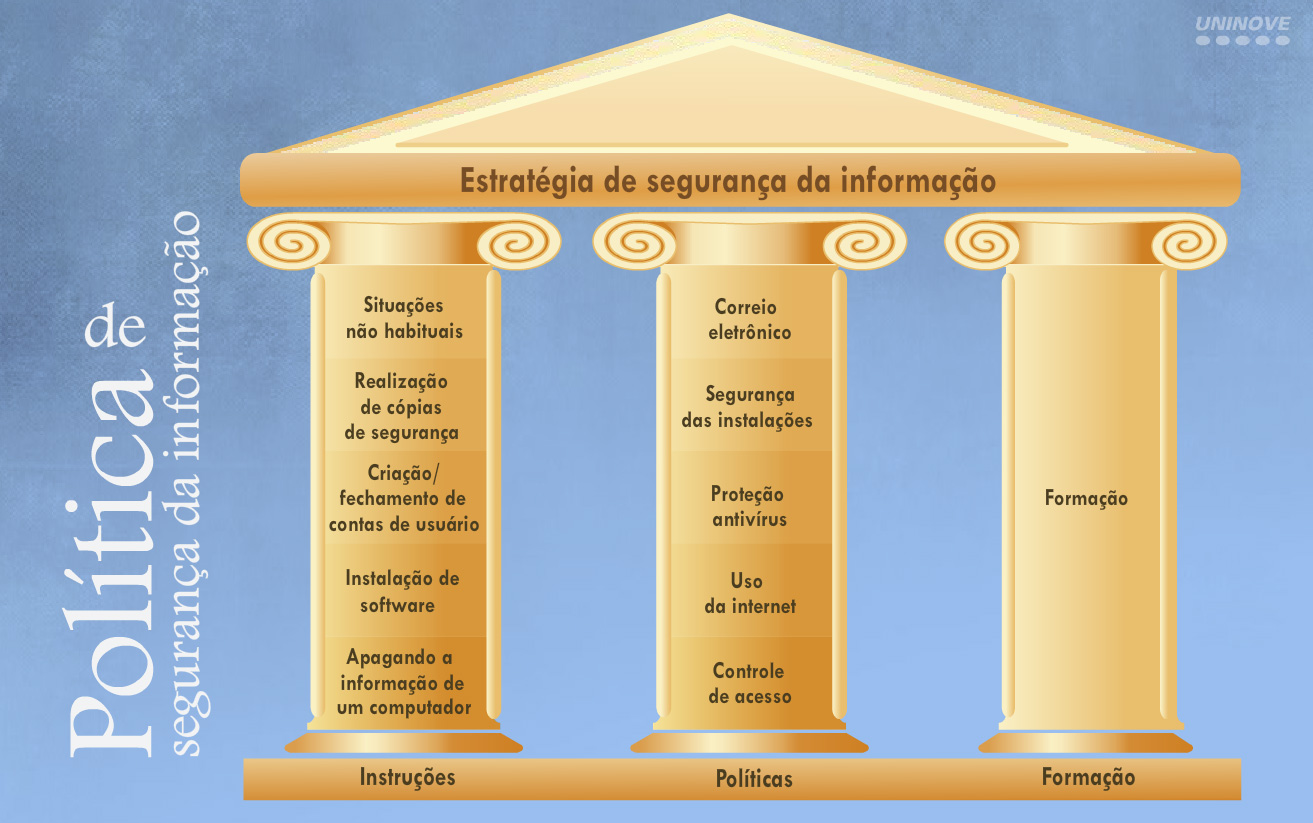 UNINOVE
Política de
segurança da informação
Estratégia de segurança da informação
Situações
não habituais
Realização
de cópias
de segurança
Criação/
fechamento de
contas de usuário
Instalação de
software
Apagando a
informação de
um computador
Instruções
Correio
eletrônico
Segurança
das instalações
Proteção
antivírus
Uso
da internet
Controle
de acesso
Políticas
Formação
Formação